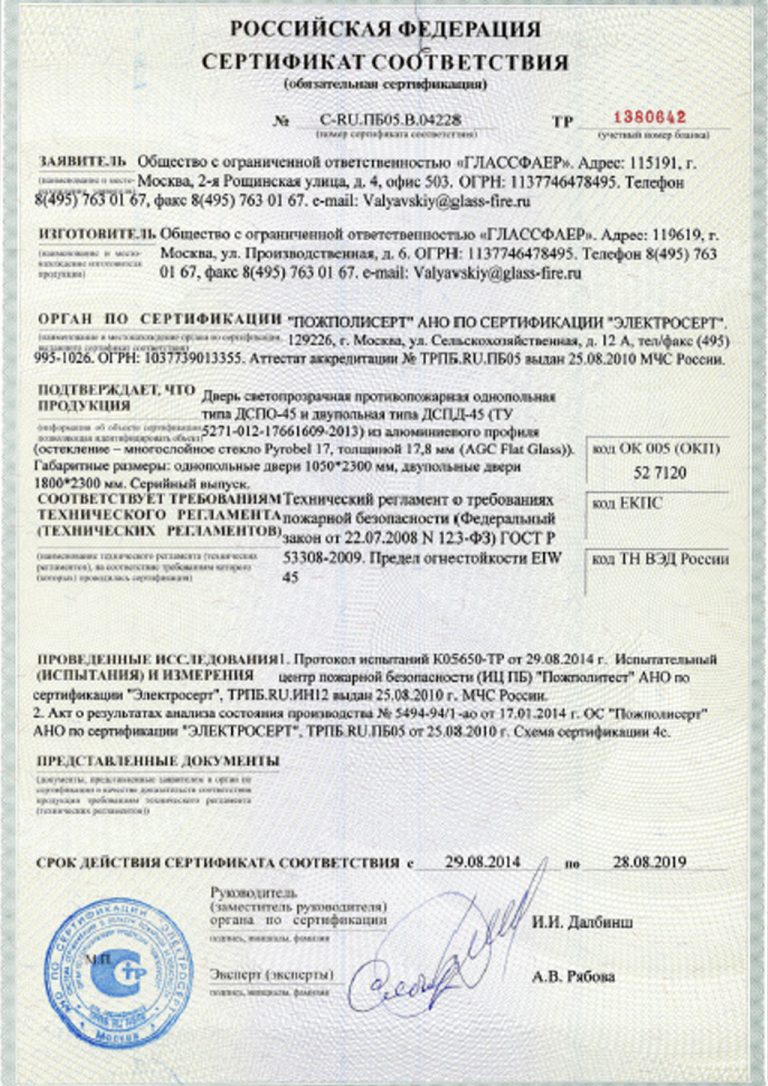 РОССИЙСКАЯ ФЕДЕРАЦИЯ
СЕРТИФИКАТ СООТВЕТСТВИЯ
(обязательная сертификация)
№ C-RU.ПБ05.В.04228 ТР 1380642
(номер сертификата соответствия) (учетный номер бланка)
ЗАЯВИТЕЛЬ Общество с ограниченной ответственностью «ГЛАССФАЕР». Адрес: 115191, г.
(наименование и место-нахождение заявителя) Москва, 2-я Рощинская улица, д. 4, офис 503. ОГРН: 1137746478495. Телефон
8(495) 763 01 67, факс 8(495) 763 01 67. e-mail: Valyavskiy@glass-fire.ru
ИЗГОТОВИТЕЛЬ Общество с ограниченной ответственностью «ГЛАССФАЕР». Адрес: 119619, г.
(наименование и место-нахождение изготовителя продукции) Москва, ул. Производственная, д. 6. ОГРН: 1137746478495. Телефон 8(495) 763
01 67, факс 8(495) 763 01 67. e-mail: Valyavskiy@glass-fire.ru
ОРГАН ПО СЕРТИФИКАЦИИ "ПОЖПОЛИСЕРТ" АНО ПО СЕРТИФИКАЦИИ "ЭЛЕКТРОСЕРТ".
(наименование и местонахождение органа по сертификации, выдавшего сертификат соответствия) 129226, г. Москва, ул. Сельскохозяйственная, д. 12 А, тел/факс (495)
995-1026. ОГРН: 1037739013355. Аттестат аккредитации № ТРПБ.RU.ПБ05 выдан 25.08.2010 МЧС России.
ПОДТВЕРЖДАЕТ, ЧТО
ПРОДУКЦИЯ
(информация об объекте сертификации, позволяющая идентифицировать объект)
Дверь светопрозрачная противопожарная однопольная
типа ДСПО-45 и двупольная типа ДСПД-45 (ТУ
5271-012-17661609-2013) из алюминиевого профиля
(остекление – многослойное стекло Pyrobel 17, толщиной 17,8 мм (AGC Flat Glass)).
Габаритные размеры: однопольные двери 1050*2300 мм, двупольные двери
1800*2300 мм. Серийный выпуск.
код ОК 005 (ОКП)
52 7120
СООТВЕТСТВУЕТ ТРЕБОВАНИЯМ
ТЕХНИЧЕСКОГО РЕГЛАМЕНТА
(ТЕХНИЧЕСКИХ РЕГЛАМЕНТОВ)
(наименование технического регламента (технических
регламентов), на соответствие требованиям которого
(которых) проводилась сертификация)
Технический регламент о требованиях
пожарной безопасности (Федеральный
закон от 22.07.2008 N 123-ФЗ) ГОСТ Р
53308-2009. Предел огнестойкости EIW
45
код ЕКПС
код ТН ВЭД России
ПРОВЕДЕННЫЕ ИССЛЕДОВАНИЯ 1. Протокол испытаний К05650-ТР от 29.08.2014 г. Испытательный
(ИСПЫТАНИЯ) И ИЗМЕРЕНИЯ центр пожарной безопасности (ИЦ ПБ) "Пожполитест" АНО по
сертификации "Электросерт", ТРПБ.RU.ИН12 выдан 25.08.2010 г. МЧС России.
2. Акт о результатах анализа состояния производства № 5494-94/1-ао от 17.01.2014 г. ОС "Пожполисерт"
АНО по сертификации "ЭЛЕКТРОСЕРТ", ТРПБ.RU.ПБ05 от 25.08.2010 г. Схема сертификации 4с.
ПРЕДСТАВЛЕННЫЕ ДОКУМЕНТЫ
(документы, представленные заявителем в орган по
сертификации в качестве доказательств соответствия
продукции требованиям технического регламента
(технических регламентов))
СРОК ДЕЙСТВИЯ СЕРТИФИКАТА СООТВЕТСТВИЯ с 29.08.2014 по 28.08.2019
Руководитель
(заместитель руководителя)
органа по сертификации
подпись, инициалы, фамилия
И.И. Далбинш
М.П.
Эксперт (эксперты)
подпись, инициалы, фамилия
А.В. Рябова
АНО ПО СЕРТИФИКАЦИИ ЭЛЕКТРОСЕРТ
Москва